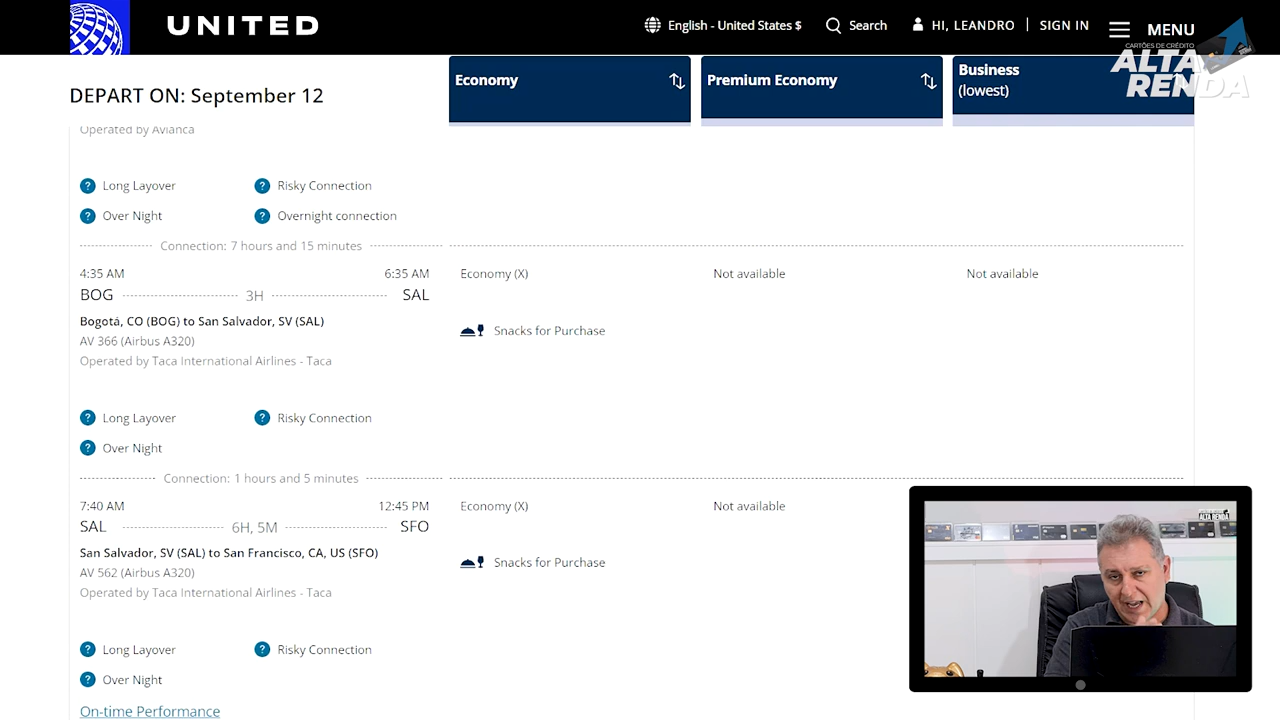 UNITED
English - United States $
Search
HI, LEANDRO
SIGN IN
MENU
CARTÕES DE CRÉDITO
ALTA
RENDA
DEPART ON: September 12
Economy
Premium Economy
Business
(lowest)
Operated by Avianca
Long Layover
Risky Connection
Over Night
Overnight connection
Connection: 7 hours and 15 minutes
4:35 AM
6:35 AM
Economy (X)
Not available
Not available
BOG
3H
SAL
Bogotá, CO (BOG) to San Salvador, SV (SAL)
Snacks for Purchase
AV 366 (Airbus A320)
Operated by Taca International Airlines - Taca
Long Layover
Risky Connection
Over Night
Connection: 1 hours and 5 minutes
7:40 AM
12:45 PM
Economy (X)
Not available
SAL
6H, 5M
SFO
San Salvador, SV (SAL) to San Francisco, CA, US (SFO)
Snacks for Purchase
AV 562 (Airbus A320)
Operated by Taca International Airlines - Taca
Long Layover
Risky Connection
Over Night
On-time Performance
ALTA RENDA